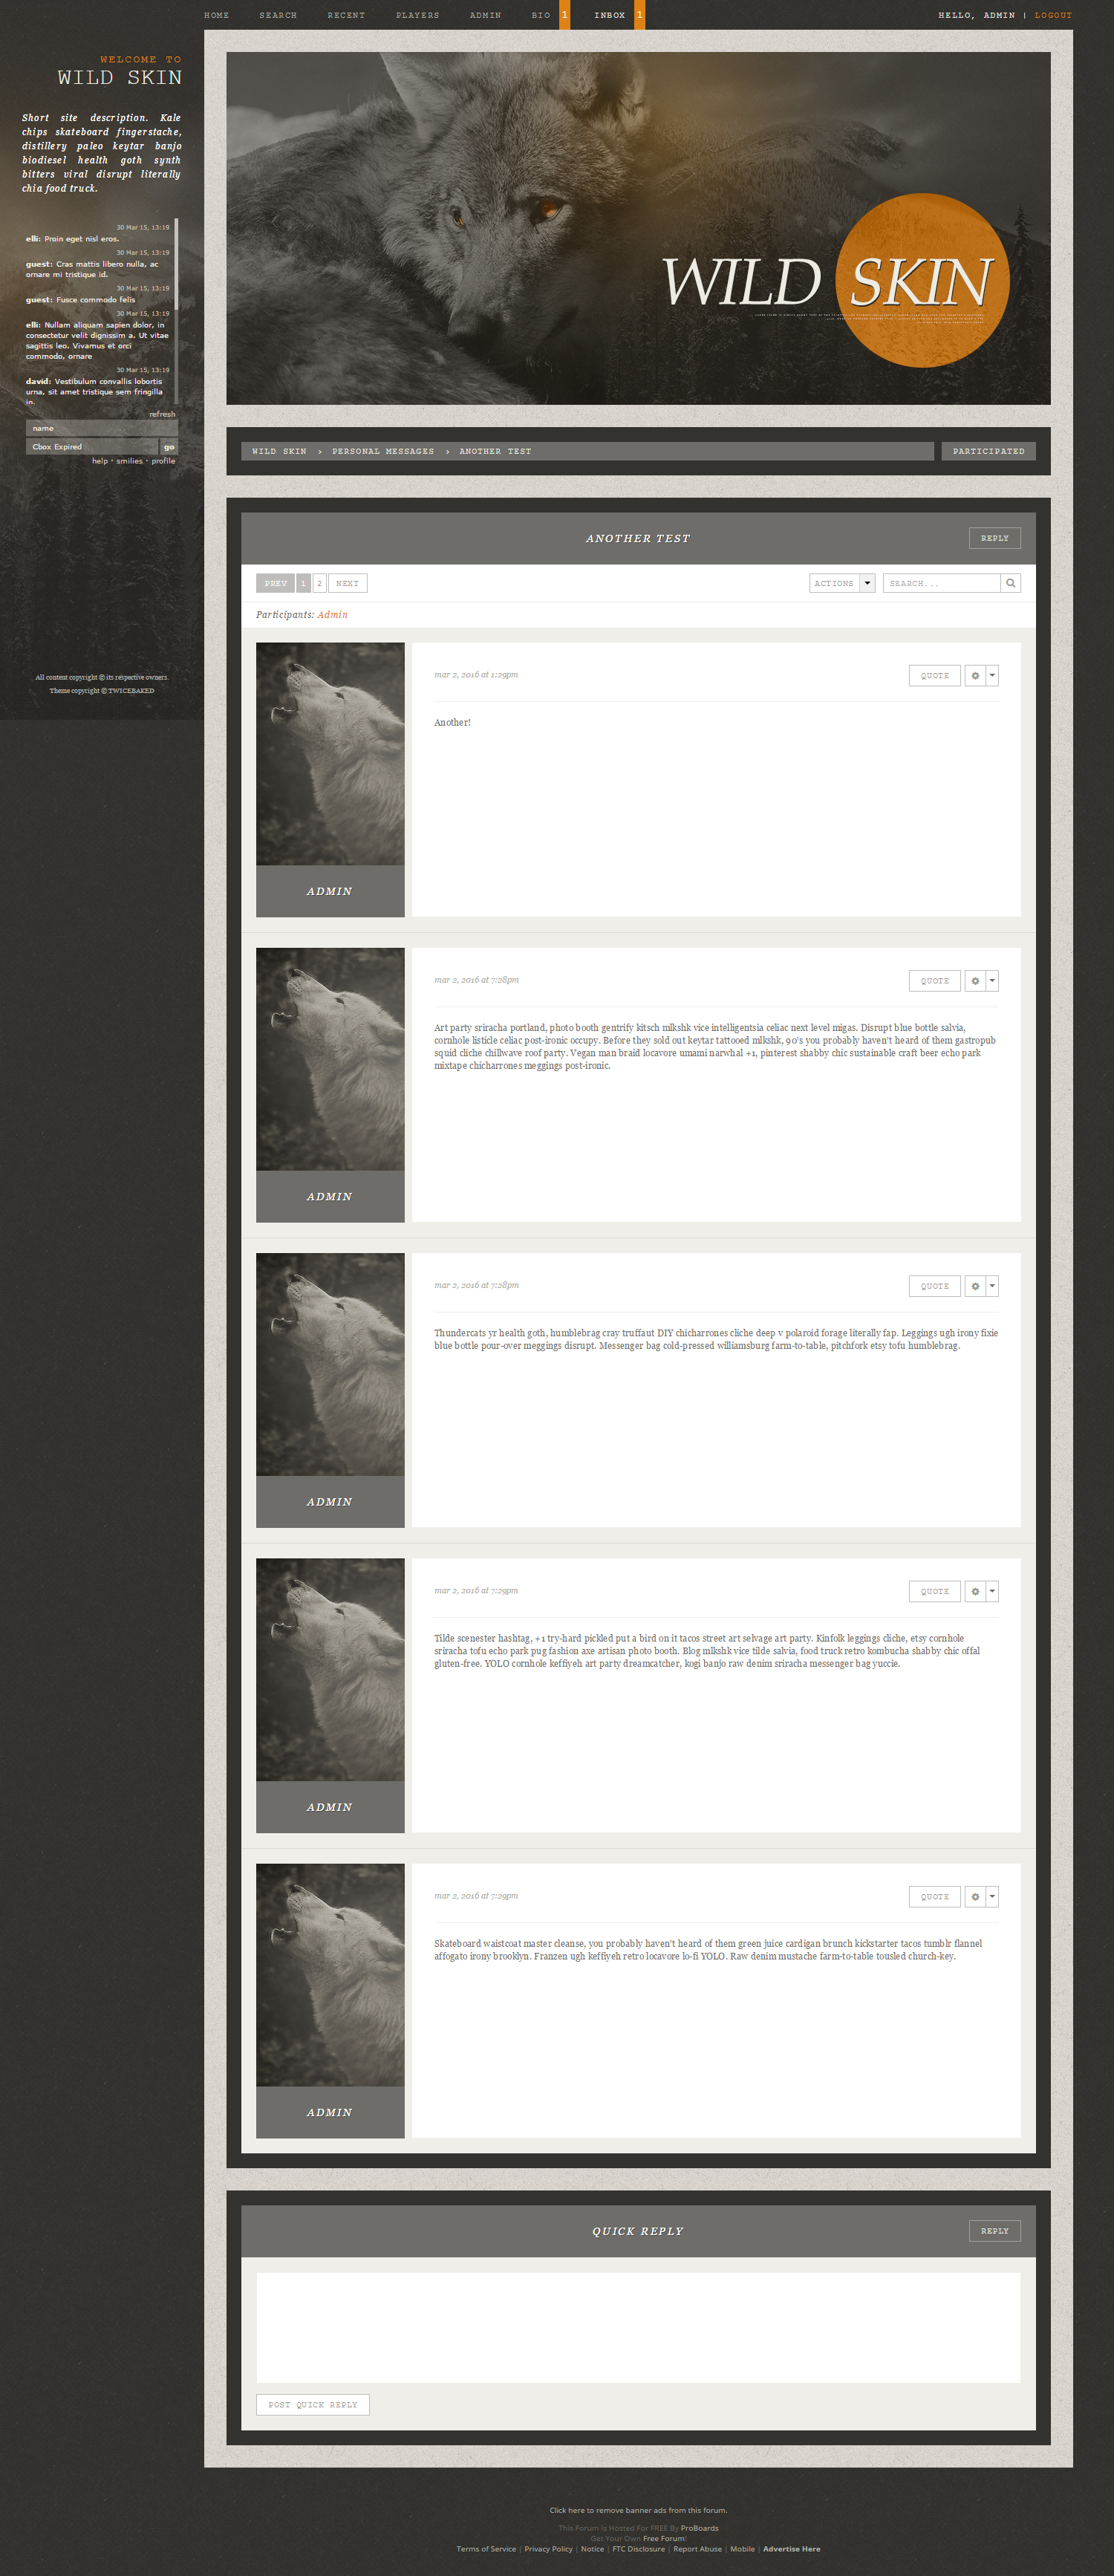 HOME SEARCH RECENT PLAYERS ADMIN BIO 1 INBOX 1 HELLO, ADMIN | LOGOUT
WELCOME TO
WILD SKIN
Short site description. Kale
chips skateboard fingerstache,
distillery paleo keytar banjo
biodiesel health goth synth
bitters viral disrupt literally
chia food truck.
30 Mar 15, 13:19
elli: Proin eget nisl eros.
30 Mar 15, 13:19
guest: Cras mattis libero nulla, ac
ornare mi tristique id.
30 Mar 15, 13:19
guest: Fusce commodo felis
30 Mar 15, 13:19
elli: Nullam aliquam sapien dolor, in
consectetur velit dignissim a. Ut vitae
sagittis leo. Vivamus et orci
commodo, ornare
30 Mar 15, 13:19
david: Vestibulum convallis lobortis
urna, sit amet tristique sem fringilla
in.
refresh
name
Cbox Expired go
help · smilies · profile
All content copyright © its respective owners.
Theme copyright © TWICEBAKED
WILD SKIN
WILD SKIN › PERSONAL MESSAGES › ANOTHER TEST PARTICIPATED
ANOTHER TEST REPLY
PREV 1 2 NEXT ACTIONS SEARCH...
Participants: Admin
mar 2, 2016 at 1:29pm QUOTE
Another!
ADMIN
mar 2, 2016 at 7:28pm QUOTE
Art party sriracha portland, photo booth gentrify kitsch mlkshk vice intelligentsia celiac next level migas. Disrupt blue bottle salvia,
cornhole listicle celiac post-ironic occupy. Before they sold out keytar tattooed mlkshk, 90's you probably haven't heard of them gastropub
squid cliche chillwave roof party. Vegan man braid locavore umami narwhal +1, pinterest shabby chic sustainable craft beer echo park
mixtape chicharrones meggings post-ironic.
ADMIN
mar 2, 2016 at 7:28pm QUOTE
Thundercats yr health goth, humblebrag cray truffaut DIY chicharrones cliche deep v polaroid forage literally fap. Leggings ugh irony fixie
blue bottle pour-over meggings disrupt. Messenger bag cold-pressed williamsburg farm-to-table, pitchfork etsy tofu humblebrag.
ADMIN
mar 2, 2016 at 7:29pm QUOTE
Tilde scenester hashtag, +1 try-hard pickled put a bird on it tacos street art selvage art party. Kinfolk leggings cliche, etsy cornhole
sriracha tofu echo park pug fashion axe artisan photo booth. Blog mlkshk vice tilde salvia, food truck retro kombucha shabby chic offal
gluten-free. YOLO cornhole keffiyeh art party dreamcatcher, kogi banjo raw denim sriracha messenger bag yuccie.
ADMIN
mar 2, 2016 at 7:29pm QUOTE
Skateboard waistcoat master cleanse, you probably haven't heard of them green juice cardigan brunch kickstarter tacos tumblr flannel
affogato irony brooklyn. Franzen ugh keffiyeh retro locavore lo-fi YOLO. Raw denim mustache farm-to-table tousled church-key.
ADMIN
QUICK REPLY REPLY
POST QUICK REPLY
Click here to remove banner ads from this forum.
This Forum Is Hosted For FREE By ProBoards
Get Your Own Free Forum!
Terms of Service | Privacy Policy | Notice | FTC Disclosure | Report Abuse | Mobile | Advertise Here